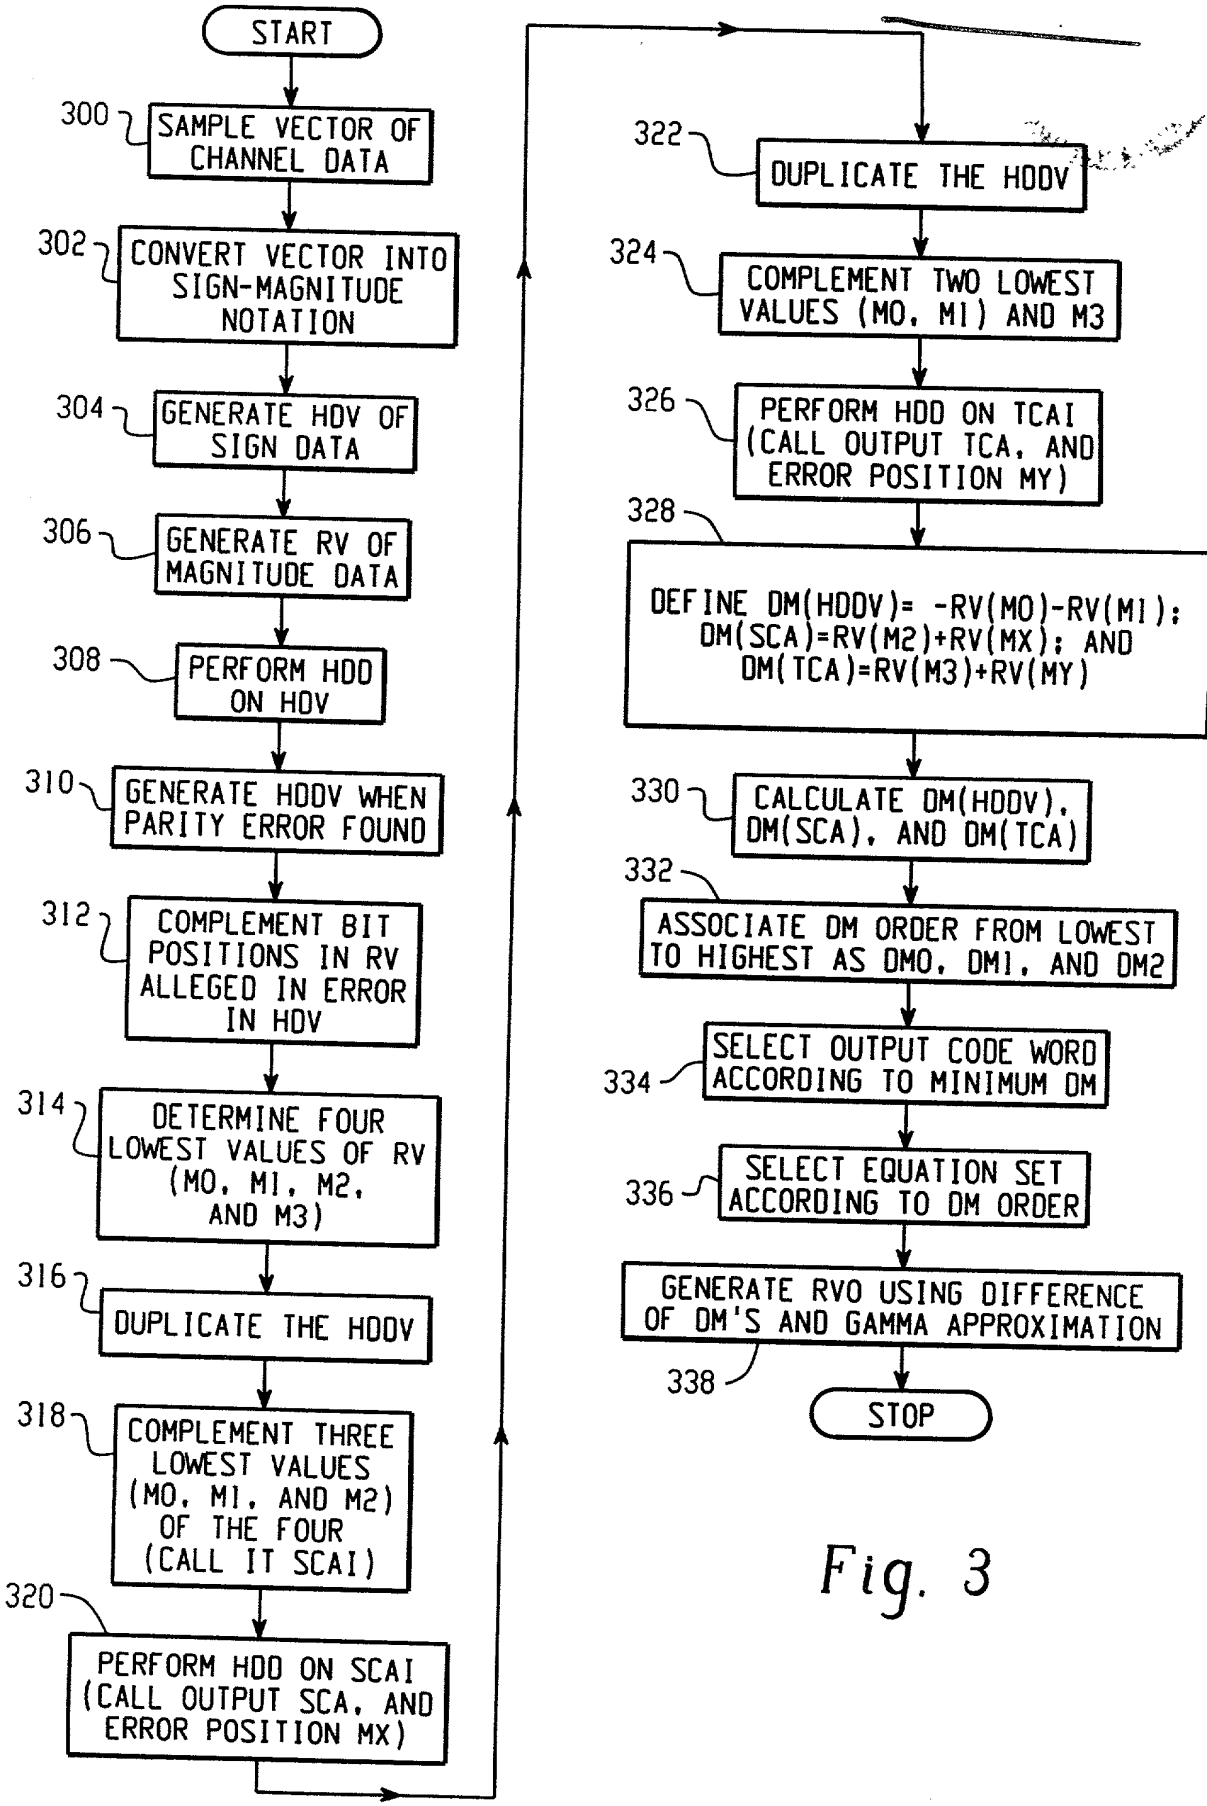 START
300
SAMPLE VECTOR OF
CHANNEL DATA
302
CONVERT VECTOR INTO
SIGN-MAGNITUDE
NOTATION
304
GENERATE HDV OF
SIGN DATA
306
GENERATE RV OF
MAGNITUDE DATA
308
PERFORM HDD
ON HDV
310
GENERATE HDDV WHEN
PARITY ERROR FOUND
312
COMPLEMENT BIT
POSITIONS IN RV
ALLEGED IN ERROR
IN HDV
314
DETERMINE FOUR
LOWEST VALUES OF RV
(M0, M1, M2,
AND M3)
316
DUPLICATE THE HDDV
318
COMPLEMENT THREE
LOWEST VALUES
(M0, M1, AND M2)
OF THE FOUR
(CALL IT SCAI)
320
PERFORM HDD ON SCAI
(CALL OUTPUT SCA, AND
ERROR POSITION MX)
322
DUPLICATE THE HDDV
324
COMPLEMENT TWO LOWEST
VALUES (M0, M1) AND M3
326
PERFORM HDD ON TCAI
(CALL OUTPUT TCA, AND
ERROR POSITION MY)
328
DEFINE DM(HDDV)= -RV(M0)-RV(M1);
DM(SCA)=RV(M2)+RV(MX); AND
DM(TCA)=RV(M3)+RV(MY)
330
CALCULATE DM(HDDV),
DM(SCA), AND DM(TCA)
332
ASSOCIATE DM ORDER FROM LOWEST
TO HIGHEST AS DM0, DM1, AND DM2
334
SELECT OUTPUT CODE WORD
ACCORDING TO MINIMUM DM
336
SELECT EQUATION SET
ACCORDING TO DM ORDER
GENERATE RVO USING DIFFERENCE
OF DM'S AND GAMMA APPROXIMATION
338
STOP
Fig. 3